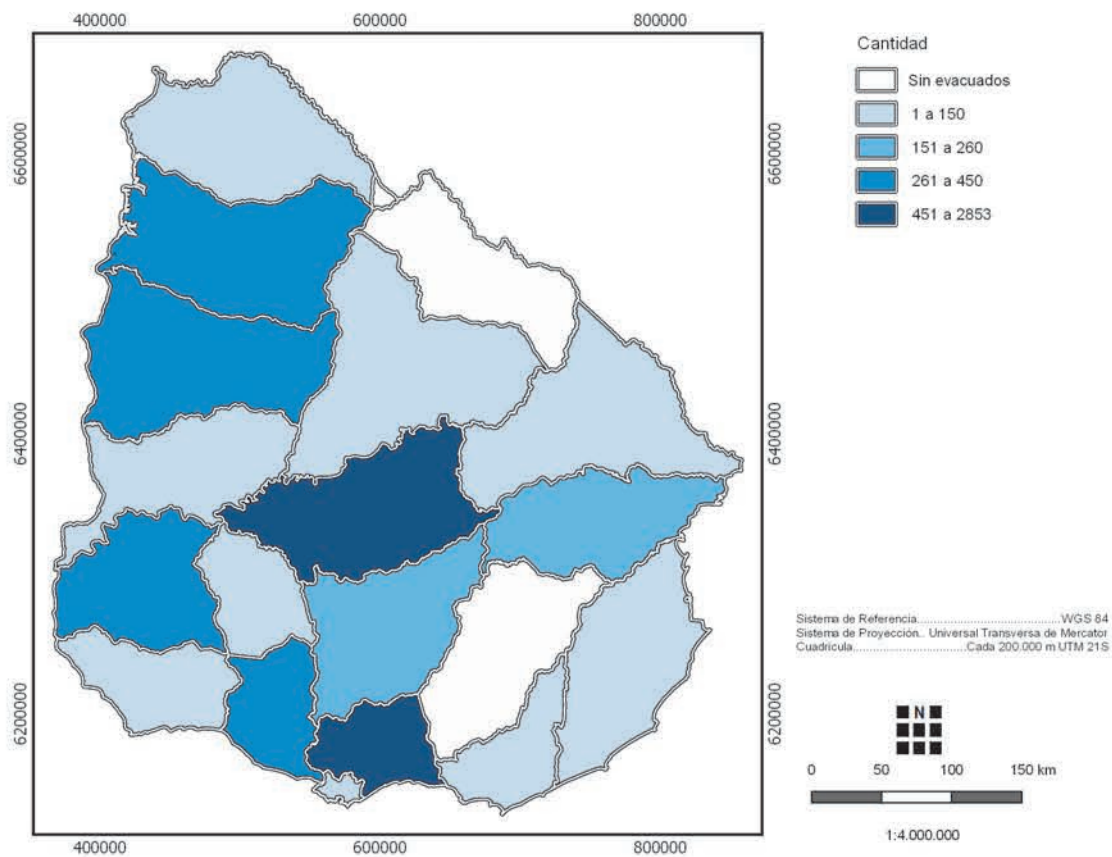 400000 600000 800000
Cantidad
Sin evacuados
1 a 150
151 a 260
261 a 450
451 a 2853
6600000 6600000
6400000 6400000
6200000 6200000
Sistema de Referencia................................WGS 84
Sistema de Proyección.. Universal Transversa de Mercator
Cuadrícula.........................Cada 200.000 m UTM 21S
N
0 50 100 150 km
1:4.000.000
400000 600000 800000